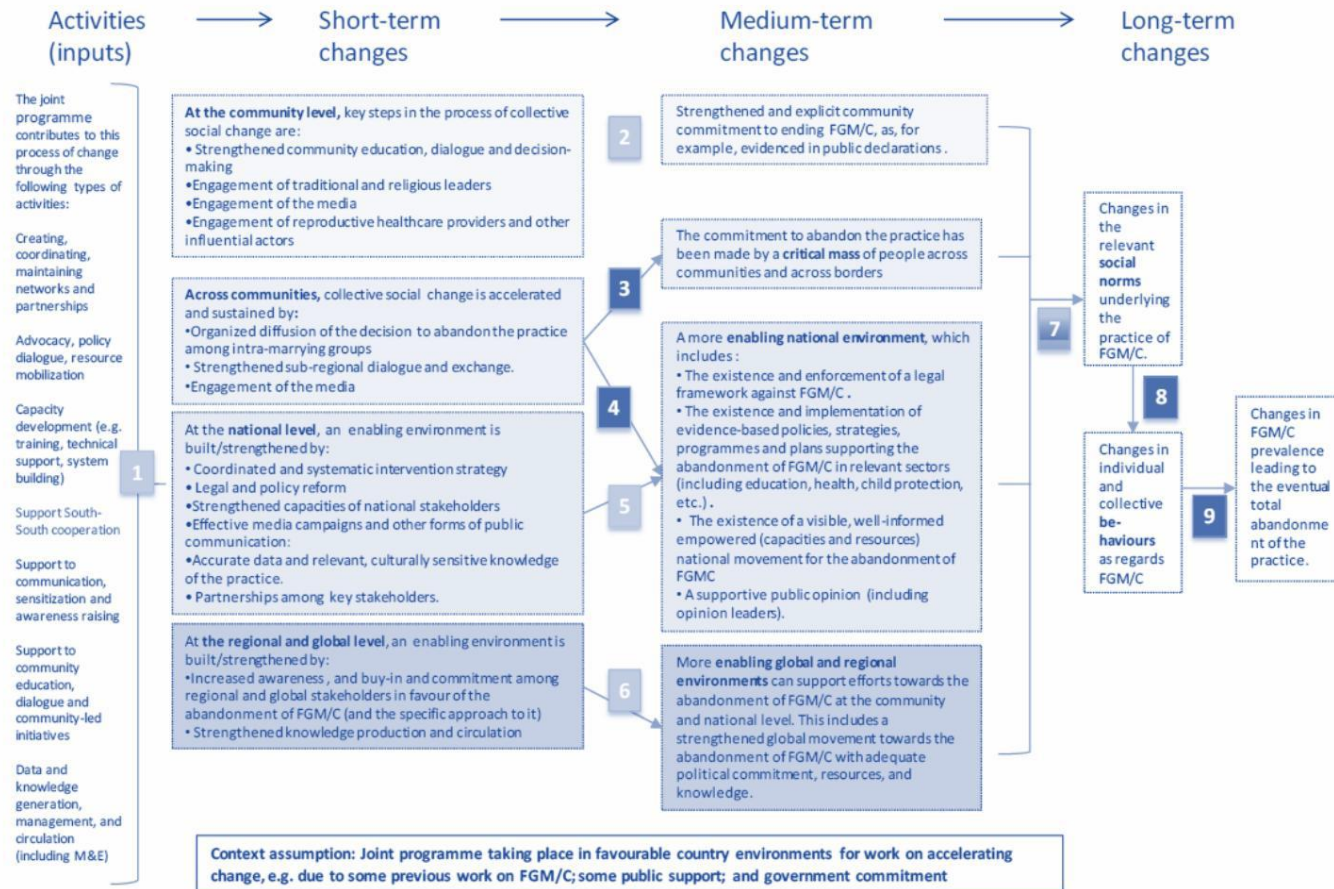 Activities
(inputs)
Short-term
changes
Medium-term
changes
Long-term
changes
The joint
programme
contributes to this
process of change
through the
following types of
activities:
Creating,
coordinating,
maintaining
networks and
partnerships
Advocacy, policy
dialogue, resource
mobilization
Capacity
development (e.g.
training, technical
support, system
building)
Support South-
South cooperation
Support to
communication,
sensitization and
awareness raising
Support to
community
education,
dialogue and
community-led
initiatives
Data and
knowledge
generation,
management, and
circulation
(including M&E)
1
At the community level, key steps in the process of collective
social change are:
• Strengthened community education, dialogue and decision-
making
•Engagement of traditional and religious leaders
•Engagement of the media
•Engagement of reproductive healthcare providers and other
influential actors
Across communities, collective social change is accelerated
and sustained by:
•Organized diffusion of the decision to abandon the practice
among intra-marrying groups
• Strengthened sub-regional dialogue and exchange.
•Engagement of the media
At the national level, an enabling environment is
built/strengthened by:
• Coordinated and systematic intervention strategy
• Legal and policy reform
•Strengthened capacities of national stakeholders
•Effective media campaigns and other forms of public
communication:
•Accurate data and relevant, culturally sensitive knowledge
of the practice.
• Partnerships among key stakeholders.
At the regional and global level, an enabling environment is
built/strengthened by:
•Increased awareness, and buy-in and commitment among
regional and global stakeholders in favour of the
abandonment of FGM/C (and the specific approach to it)
• Strengthened knowledge production and circulation
2
3
4
5
6
Strengthened and explicit community
commitment to ending FGM/C, as, for
example, evidenced in public declarations .
The commitment to abandon the practice has
been made by a critical mass of people across
communities and across borders
A more enabling national environment, which
includes :
• The existence and enforcement of a legal
framework against FGM/C .
• The existence and implementation of
evidence-based policies, strategies,
programmes and plans supporting the
abandonment of FGM/C in relevant sectors
(including education, health, child protection,
etc.) .
• The existence of a visible, well-informed
empowered (capacities and resources)
national movement for the abandonment of
FGMC
• A supportive public opinion (including
opinion leaders).
More enabling global and regional
environments can support efforts towards the
abandonment of FGM/C at the community
and national level. This includes a
strengthened global movement towards the
abandonment of FGM/C with adequate
political commitment, resources, and
knowledge.
7
Changes in
the
relevant
social
norms
underlying
the
practice of
FGM/C.
8
Changes in
individual
and
collective
be-
haviours
as regards
FGM/C
9
Changes in
FGM/C
prevalence
leading to
the eventual
total
abandonme
nt of the
practice.
Context assumption: Joint programme taking place in favourable country environments for work on accelerating
change, e.g. due to some previous work on FGM/C; some public support; and government commitment